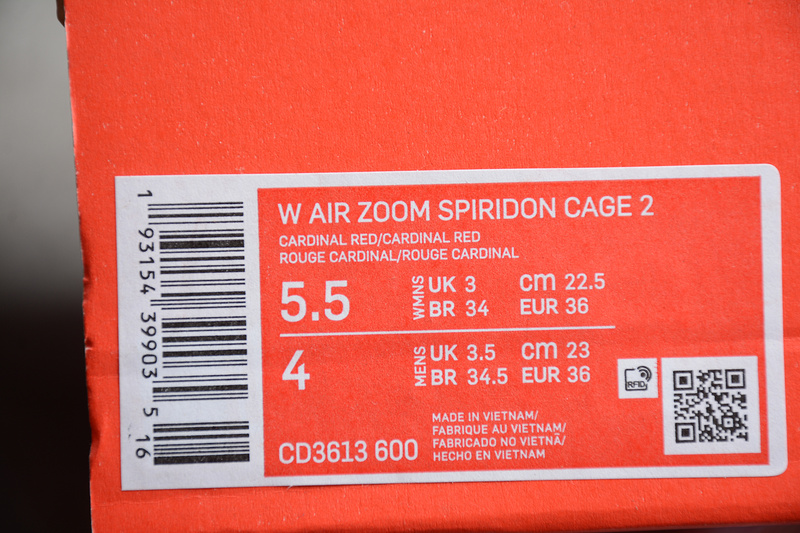 1 93154 39903 5 16
W AIR ZOOM SPIRIDON CAGE 2
CARDINAL RED/CARDINAL RED
ROUGE CARDINAL/ROUGE CARDINAL
5.5 WMNS UK 3 cm 22.5
BR 34 EUR 36
4 MENS UK 3.5 cm 23
BR 34.5 EUR 36
RFID
CD3613 600
MADE IN VIETNAM/
FABRIQUE AU VIETNAM/
FABRICADO NO VIETNÃ/
HECHO EN VIETNAM